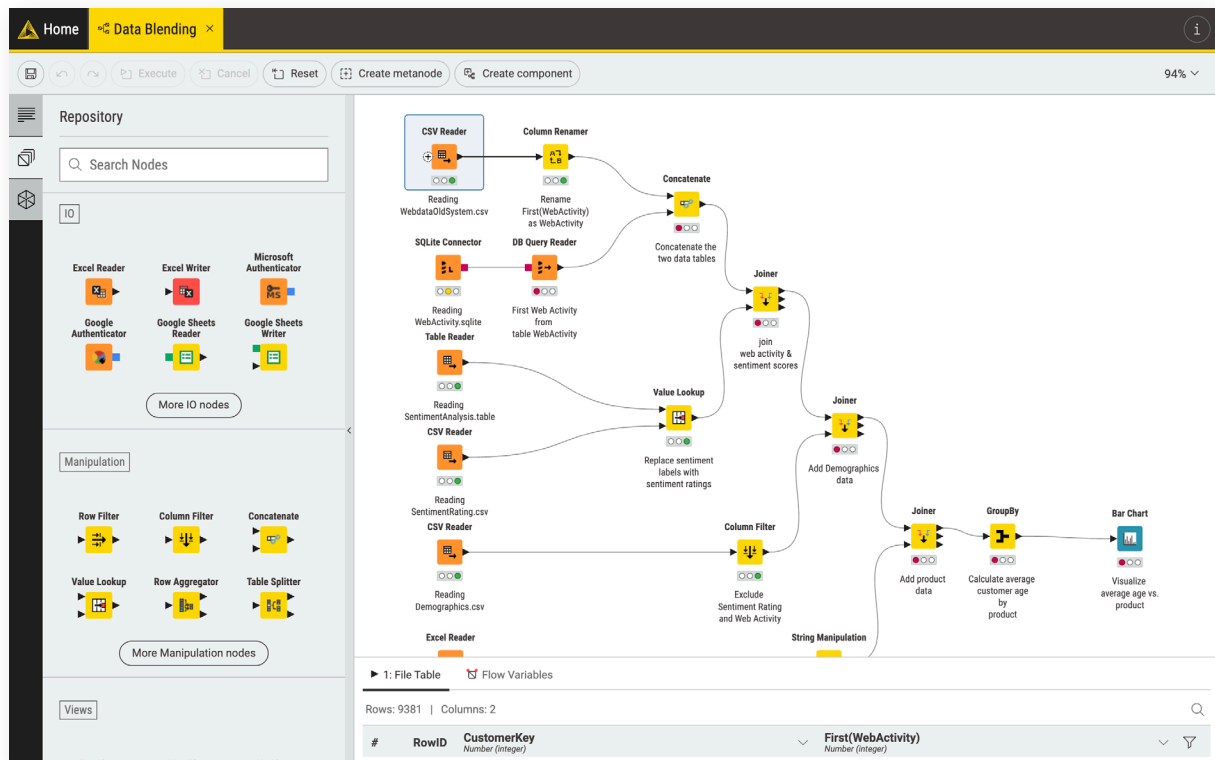 Home
Data Blending ×
i
Execute
Cancel
Reset
Create metanode
Create component
94%
Repository
Search Nodes
IO
Excel Reader
Excel Writer
Microsoft
Authenticator
MS
Google
Authenticator
Google Sheets
Reader
Google Sheets
Writer
More IO nodes
Manipulation
Row Filter
Column Filter
Concatenate
Value Lookup
Row Aggregator
Table Splitter
More Manipulation nodes
Views
CSV Reader
Reading
WebdataOldSystem.csv
Column Renamer
Rename
First(WebActivity)
as WebActivity
Concatenate
Concatenate the
two data tables
SQLite Connector
Reading
WebActivity.sqlite
DB Query Reader
First Web Activity
from
table WebActivity
Joiner
join
web activity &
sentiment scores
Table Reader
Reading
SentimentAnalysis.table
Value Lookup
Replace sentiment
labels with
sentiment ratings
CSV Reader
Reading
SentimentRating.csv
Joiner
Add Demographics
data
CSV Reader
Reading
Demographics.csv
Column Filter
Exclude
Sentiment Rating
and Web Activity
Joiner
Add product
data
GroupBy
Calculate average
customer age
by
product
Bar Chart
Visualize
average age vs.
product
Excel Reader
String Manipulation
1: File Table
Flow Variables
Rows: 9381 | Columns: 2
# RowID CustomerKey First(WebActivity)
Number (integer) Number (integer)